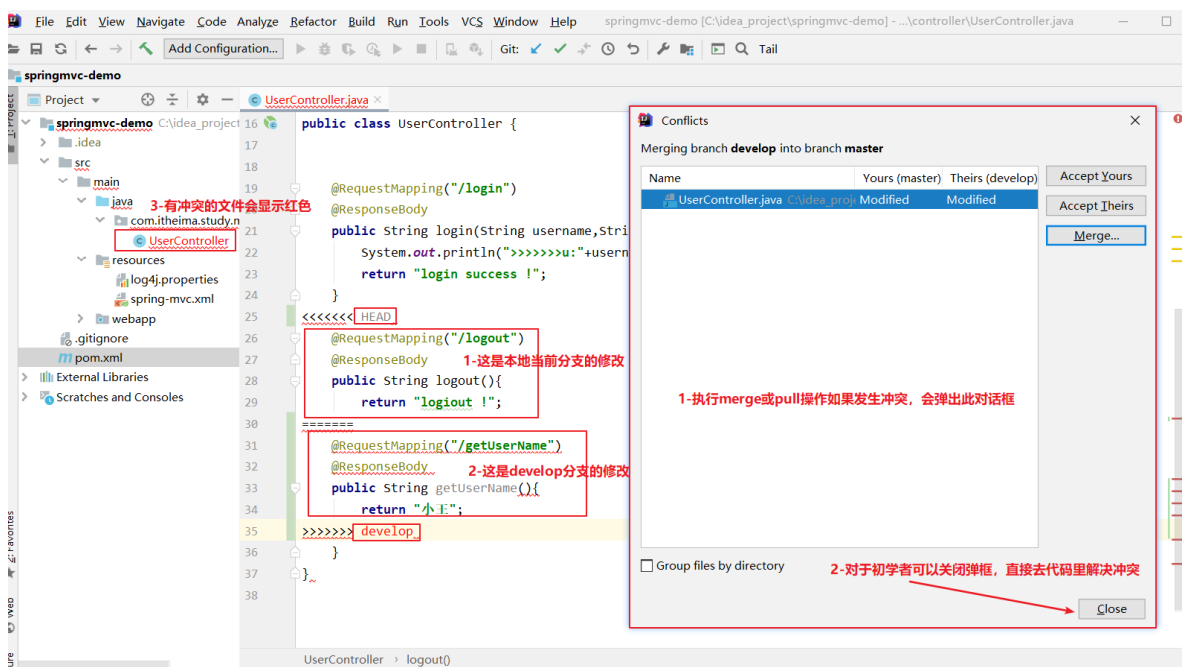 File Edit View Navigate Code Analyze Refactor Build Run Tools VCS Window Help springmvc-demo [C:\idea_project\springmvc-demo] - ...\controller\UserController.java
Add Configuration... Git: Tail
springmvc-demo
Project UserController.java
1: Project
springmvc-demo C:\idea_project
.idea
src
main
java
3-有冲突的文件会显示红色
com.itheima.study.m
UserController
resources
log4j.properties
spring-mvc.xml
webapp
.gitignore
pom.xml
External Libraries
Scratches and Consoles
2: Favorites
Web
16 public class UserController {
17
18
19 @RequestMapping("/login")
20 @ResponseBody
21 public String login(String username,Stri
22 System.out.println(">>>>>>>u:"+usern
23 return "login success !";
24 }
25 <<<<<<< HEAD
26 @RequestMapping("/logout")
27 @ResponseBody
1-这是本地当前分支的修改
28 public String logout(){
29 return "logiout !";
30 =======
31 @RequestMapping("/getUserName")
32 @ResponseBody
2-这是develop分支的修改
33 public String getUserName(){
34 return "小王";
35 >>>>>>> develop
36 }
37 }
38
UserController › logout()
Conflicts
Merging branch develop into branch master
Name Yours (master) Theirs (develop)
UserController.java C:\idea_proj Modified Modified
Accept Yours
Accept Theirs
Merge...
1-执行merge或pull操作如果发生冲突，会弹出此对话框
Group files by directory
2-对于初学者可以关闭弹框，直接去代码里解决冲突
Close